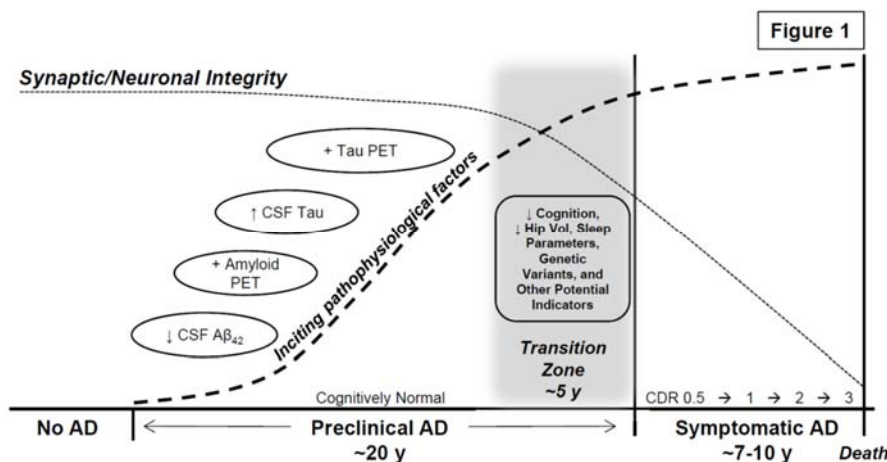 Figure 1
Synaptic/Neuronal Integrity
+ Tau PET
↑ CSF Tau
+ Amyloid
PET
↓ CSF Aβ42
Inciting pathophysiological factors
↓ Cognition,
↓ Hip Vol, Sleep
Parameters,
Genetic
Variants, and
Other Potential
Indicators
Transition
Zone
~5 y
Cognitively Normal
CDR 0.5 → 1 → 2 → 3
No AD
Preclinical AD
~20 y
Symptomatic AD
~7-10 y
Death